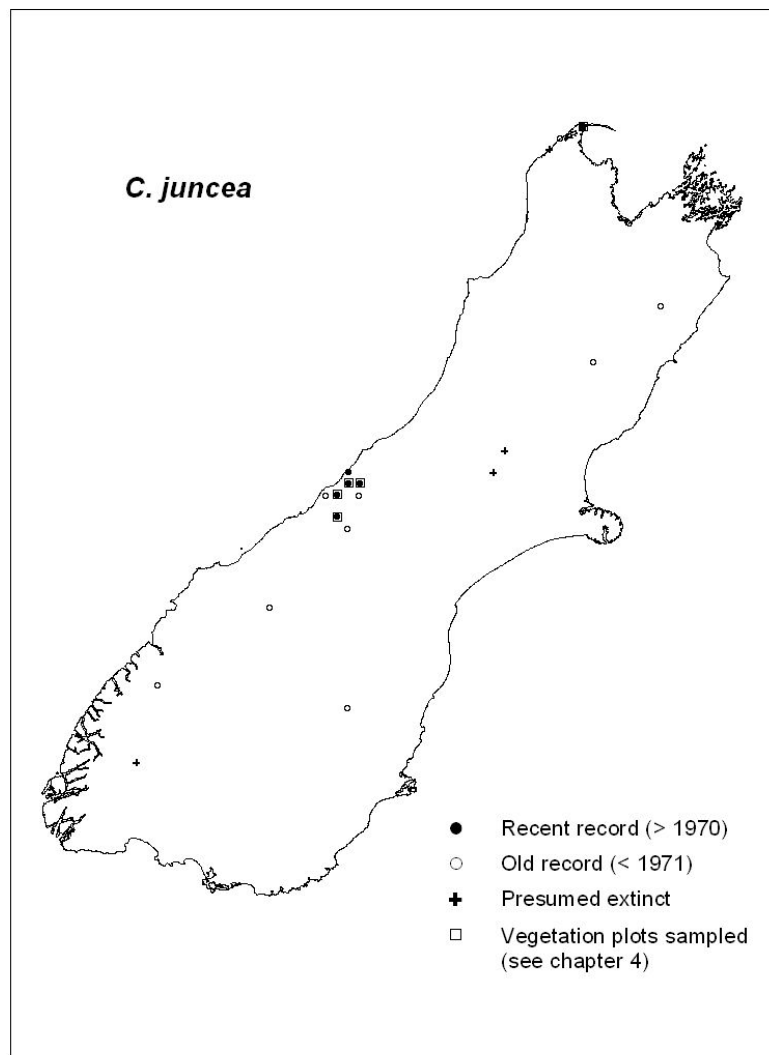 C. juncea
Recent record (> 1970)
Old record (< 1971)
Presumed extinct
Vegetation plots sampled
(see chapter 4)